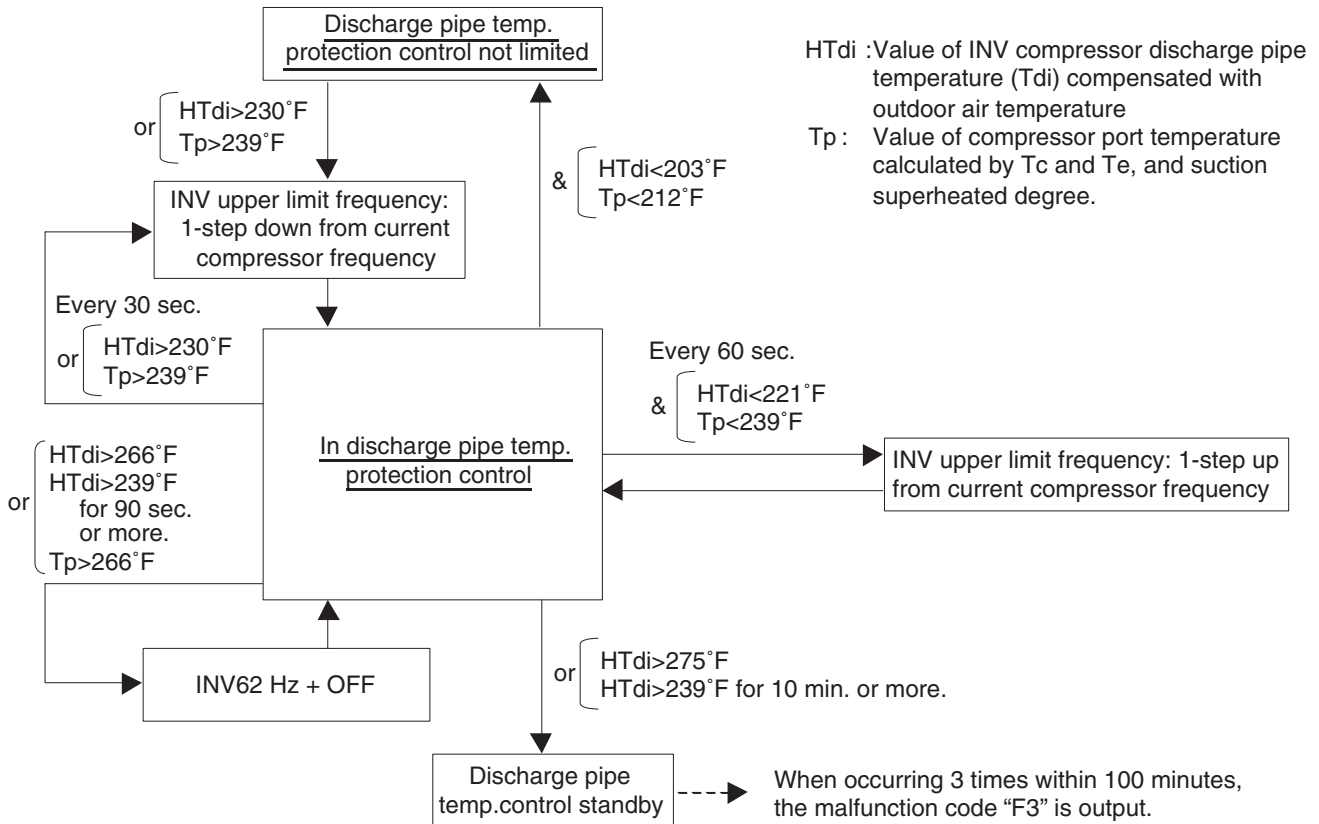 Discharge pipe temp.
protection control not limited
HTdi :Value of INV compressor discharge pipe
temperature (Tdi) compensated with
outdoor air temperature
Tp : Value of compressor port temperature
calculated by Tc and Te, and suction
superheated degree.
or
HTdi>230˚F
Tp>239˚F
&
HTdi<203˚F
Tp<212˚F
INV upper limit frequency:
1-step down from current
compressor frequency
Every 30 sec.
or
HTdi>230˚F
Tp>239˚F
Every 60 sec.
&
HTdi<221˚F
Tp<239˚F
In discharge pipe temp.
protection control
INV upper limit frequency: 1-step up
from current compressor frequency
or
HTdi>266˚F
HTdi>239˚F
for 90 sec.
or more.
Tp>266˚F
INV62 Hz + OFF
or
HTdi>275˚F
HTdi>239˚F for 10 min. or more.
Discharge pipe
temp.control standby
When occurring 3 times within 100 minutes,
the malfunction code “F3” is output.